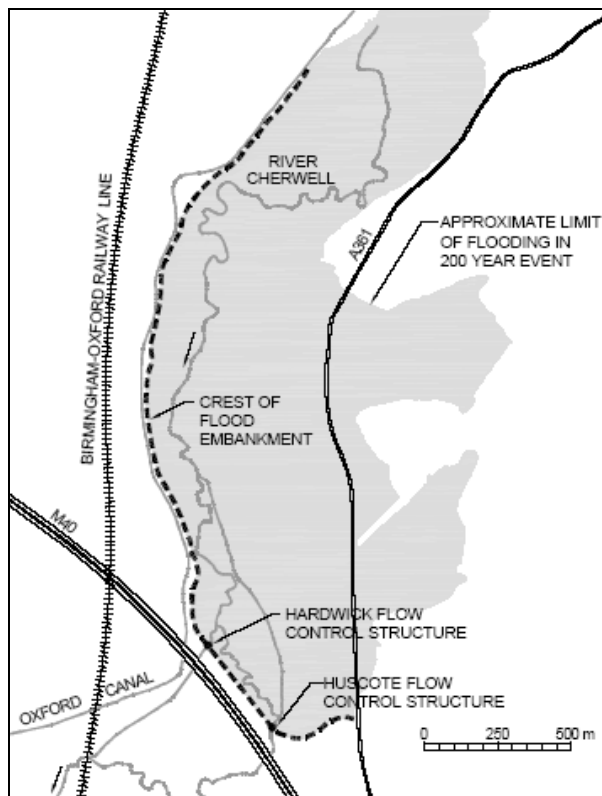 RIVER
CHERWELL
A361
APPROXIMATE LIMIT
OF FLOODING IN
200 YEAR EVENT
BIRMINGHAM-OXFORD RAILWAY LINE
CREST OF
FLOOD
EMBANKMENT
M40
HARDWICK FLOW
CONTROL STRUCTURE
OXFORD CANAL
HUSCOTE FLOW
CONTROL STRUCTURE
0 250 500 m